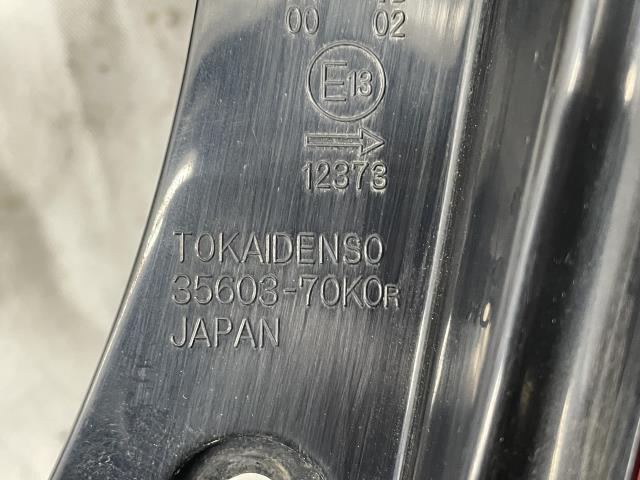 00 02
E13
12373
TOKAIDENSO
35603-70K0R
JAPAN